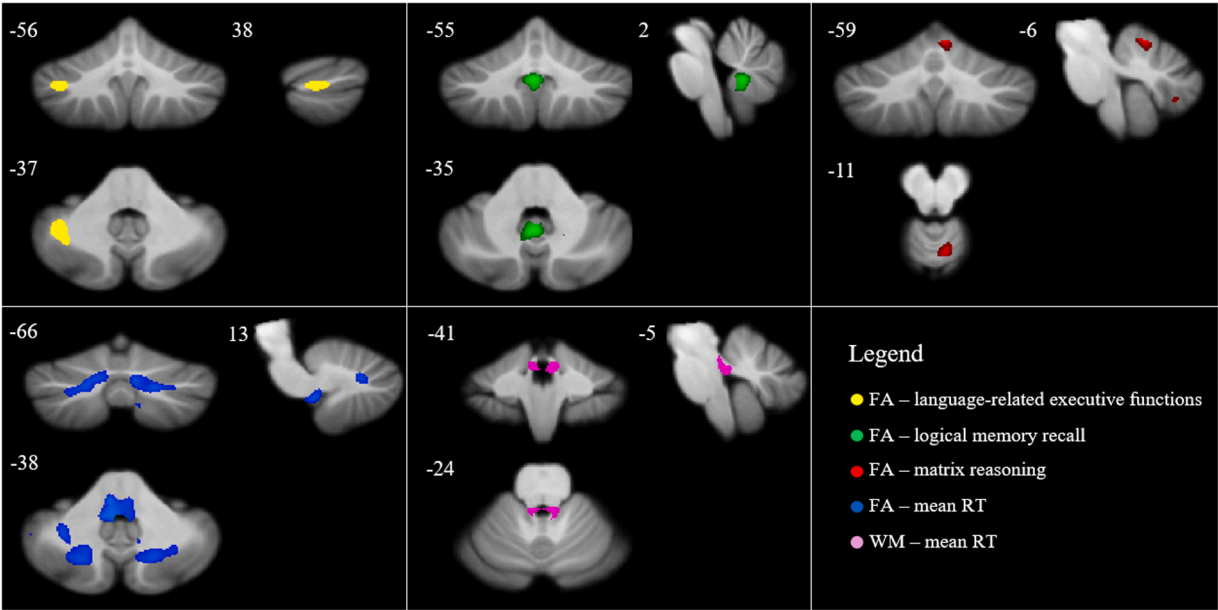 -56
38
-37
-55
2
-35
-59
-6
-11
-66
13
-38
-41
-5
-24
Legend
FA – language-related executive functions
FA – logical memory recall
FA – matrix reasoning
FA – mean RT
WM – mean RT